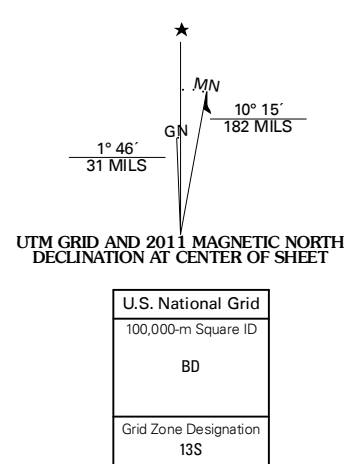 MN
GN
10° 15´
182 MILS
1° 46´
31 MILS
UTM GRID AND 2011 MAGNETIC NORTH
DECLINATION AT CENTER OF SHEET
U.S. National Grid
100,000-m Square ID
BD
Grid Zone Designation
13S